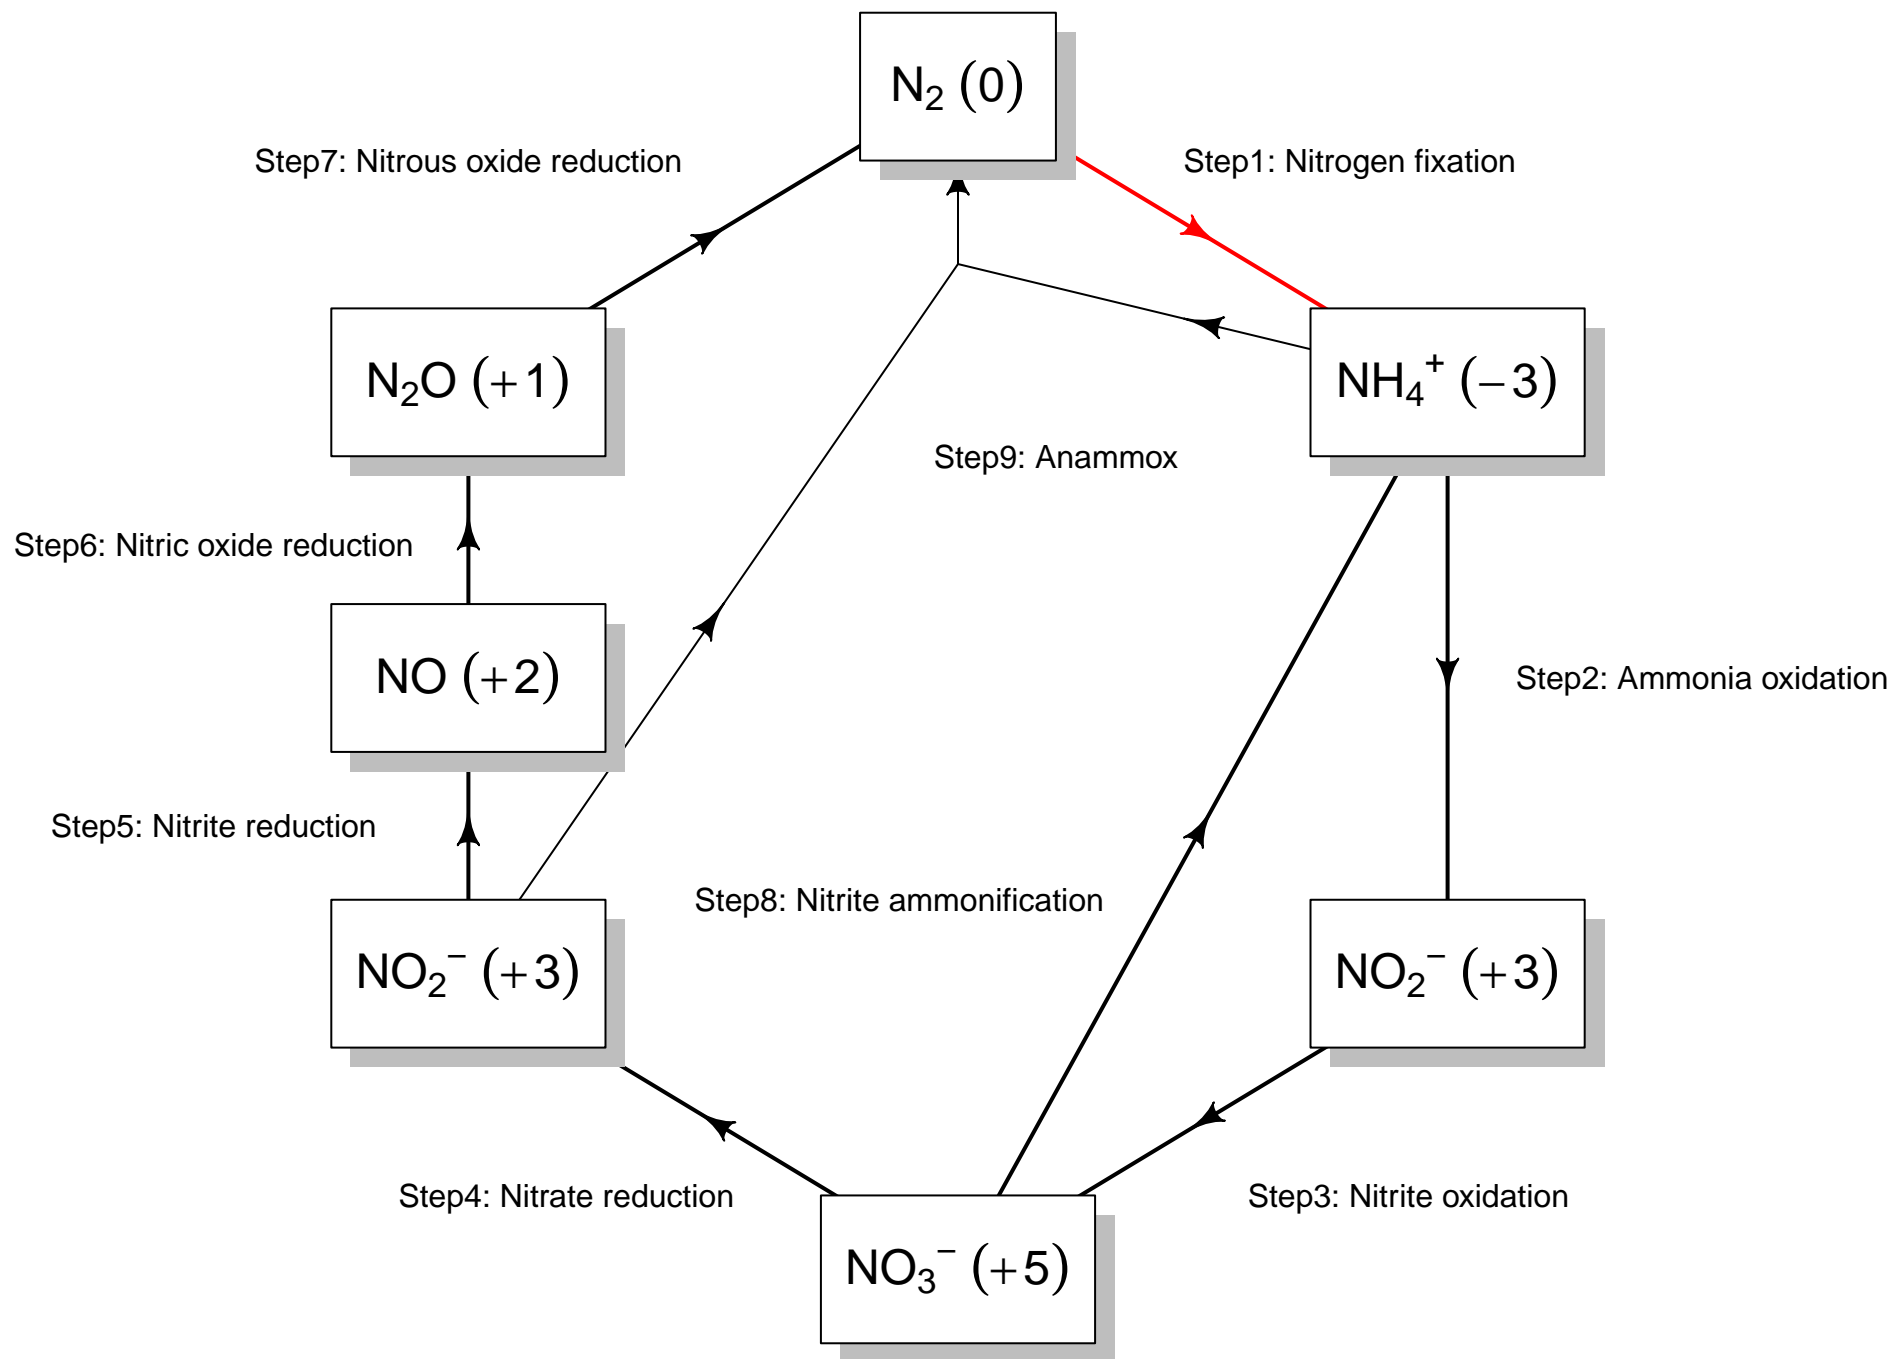 N₂ (0)
Step7: Nitrous oxide reduction
Step1: Nitrogen fixation
N₂O (+1)
NH₄⁺ (−3)
Step9: Anammox
Step6: Nitric oxide reduction
NO (+2)
Step2: Ammonia oxidation
Step5: Nitrite reduction
Step8: Nitrite ammonification
NO₂⁻ (+3)
NO₂⁻ (+3)
Step4: Nitrate reduction
Step3: Nitrite oxidation
NO₃⁻ (+5)